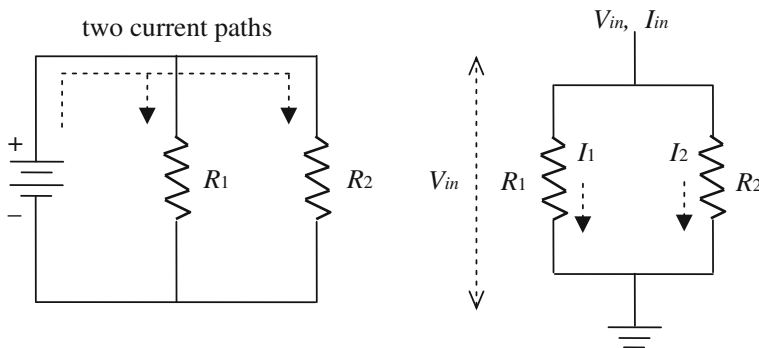 two current paths
+
−
R1
R2
Vin, Iin
Vin
R1
I1
I2
R2